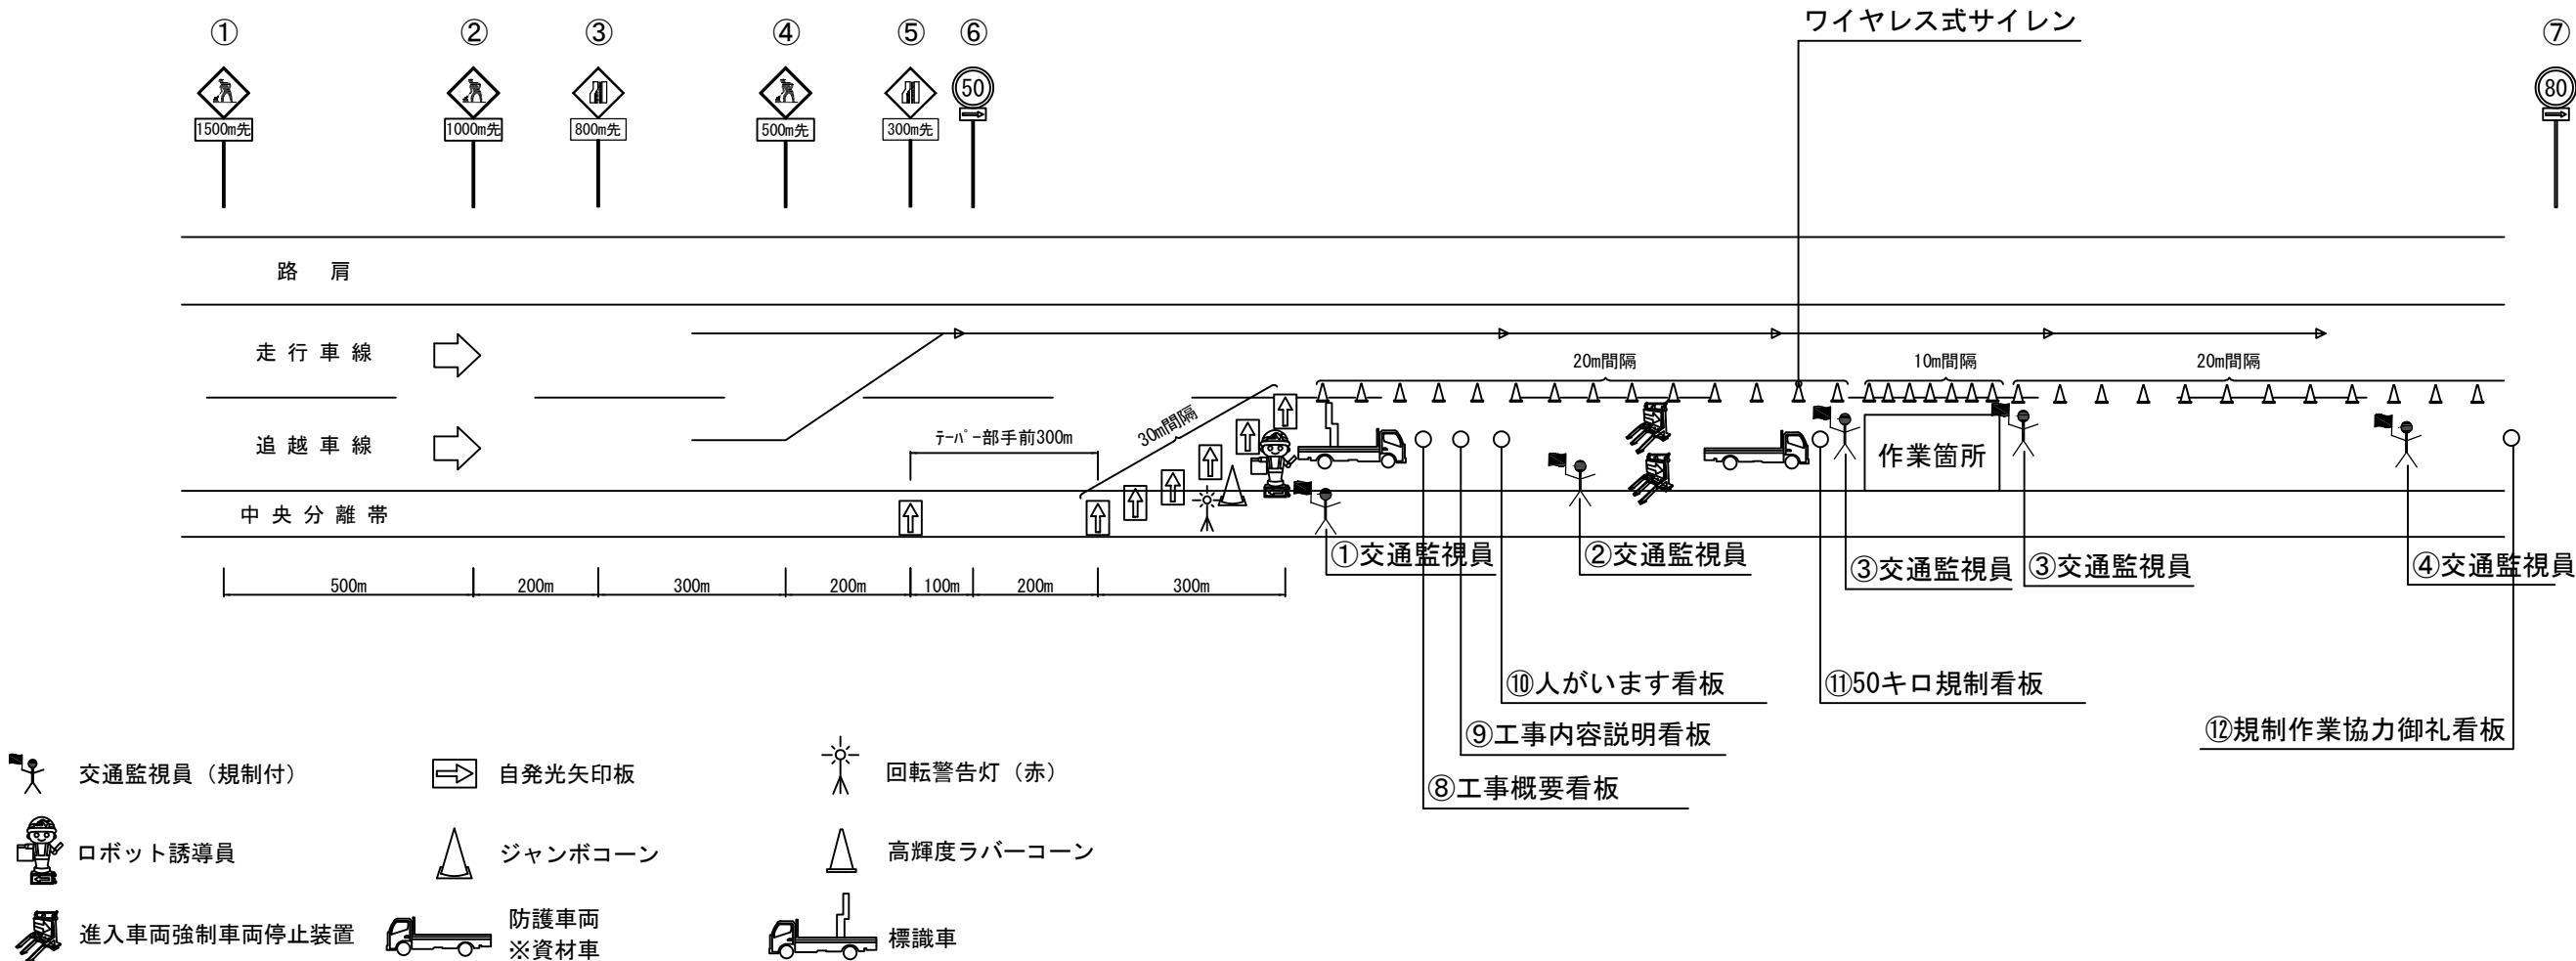 ワイヤレス式サイレン
①
②
③
④
⑤
⑥
⑦
50
80
1500m先
1000m先
800m先
500m先
300m先
路 肩
走 行 車 線
追 越 車 線
中 央 分 離 帯
テーパー部手前300m
30m間隔
20m間隔
10m間隔
20m間隔
作業箇所
①交通監視員
②交通監視員
③交通監視員
③交通監視員
④交通監視員
500m
200m
300m
200m
100m
200m
300m
⑩人がいます看板
⑪50キロ規制看板
⑨工事内容説明看板
⑫規制作業協力御礼看板
⑧工事概要看板
交通監視員（規制付）
自発光矢印板
回転警告灯（赤）
ロボット誘導員
ジャンボコーン
高輝度ラバーコーン
進入車両強制車両停止装置
防護車両
※資材車
標識車